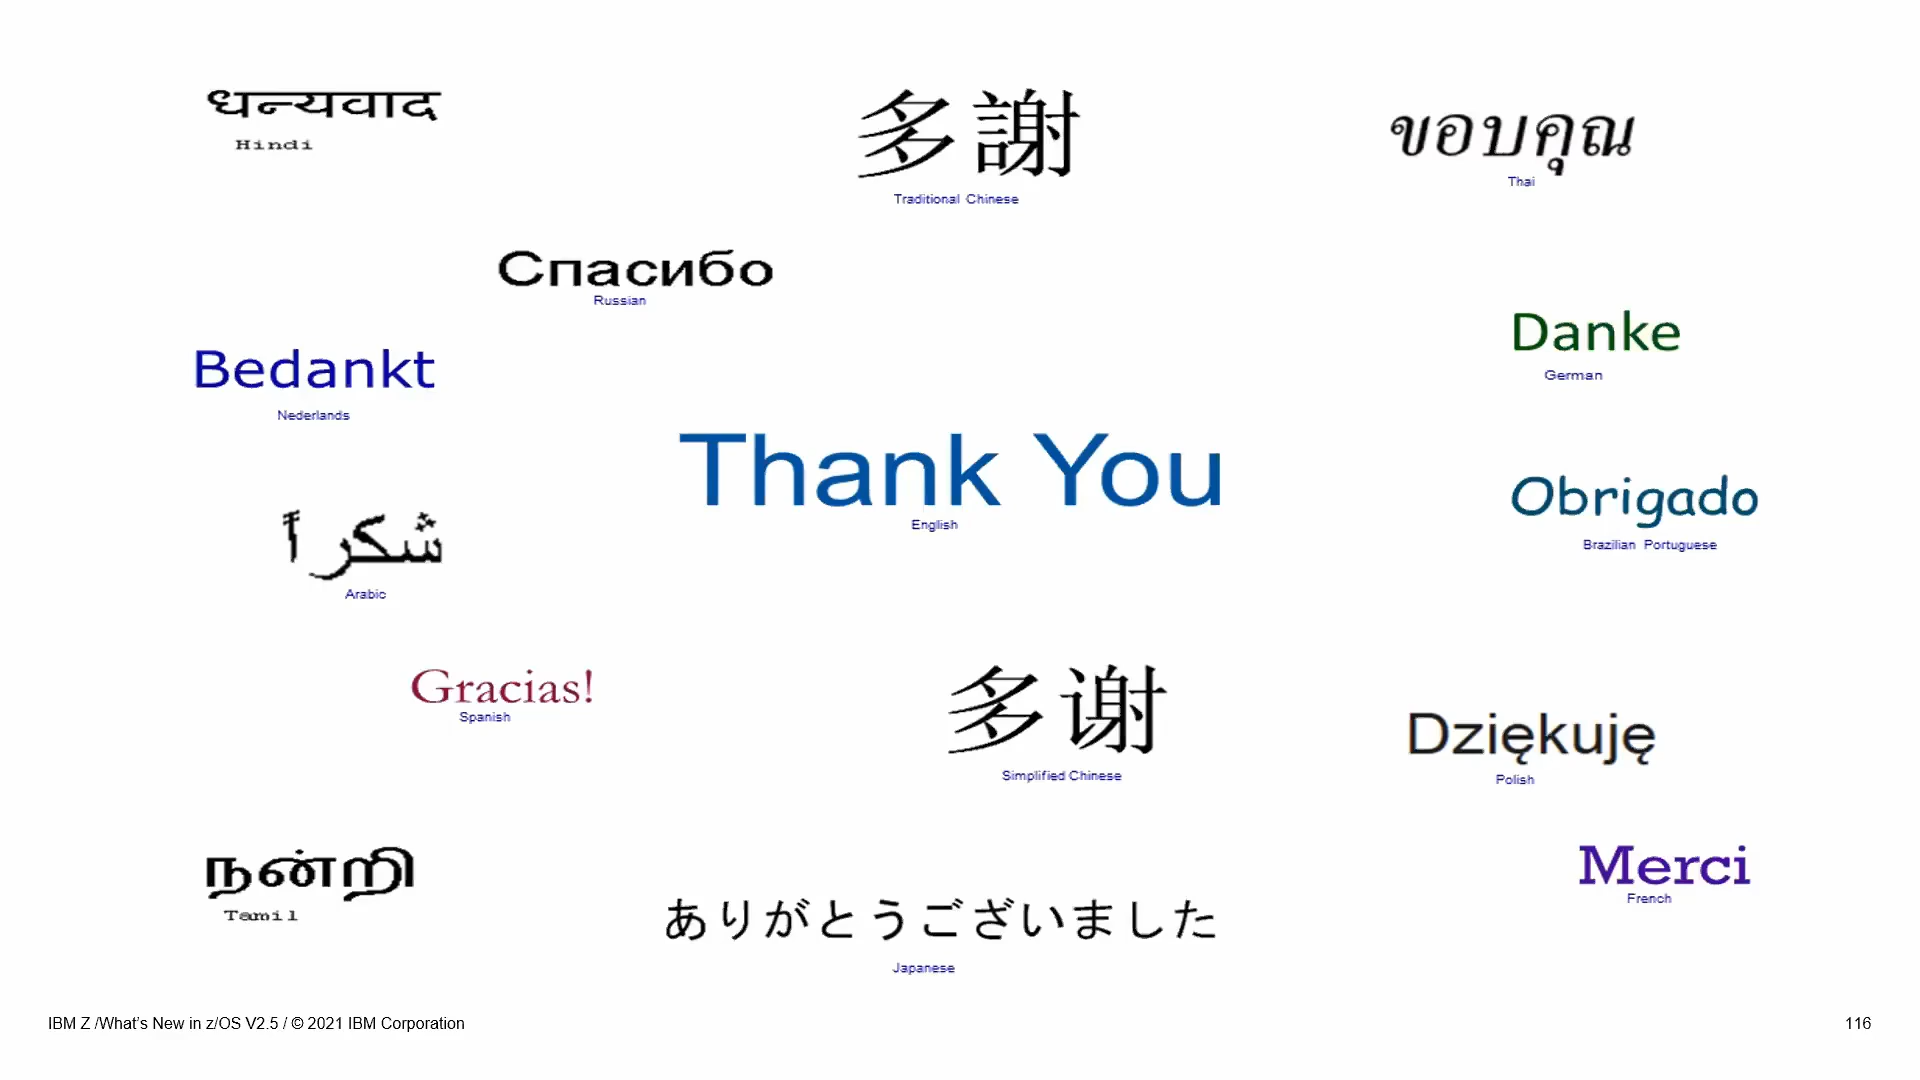 धन्यवाद
Hindi
多謝
Traditional Chinese
ขอบคุณ
Thai
Спасибо
Russian
Danke
German
Bedankt
Nederlands
Thank You
English
Obrigado
Brazilian Portuguese
شكراً
Arabic
Gracias!
Spanish
多谢
Simplified Chinese
Dziękuję
Polish
நன்றி
Tamil
Merci
French
ありがとうございました
Japanese
IBM Z /What’s New in z/OS V2.5 / © 2021 IBM Corporation
116